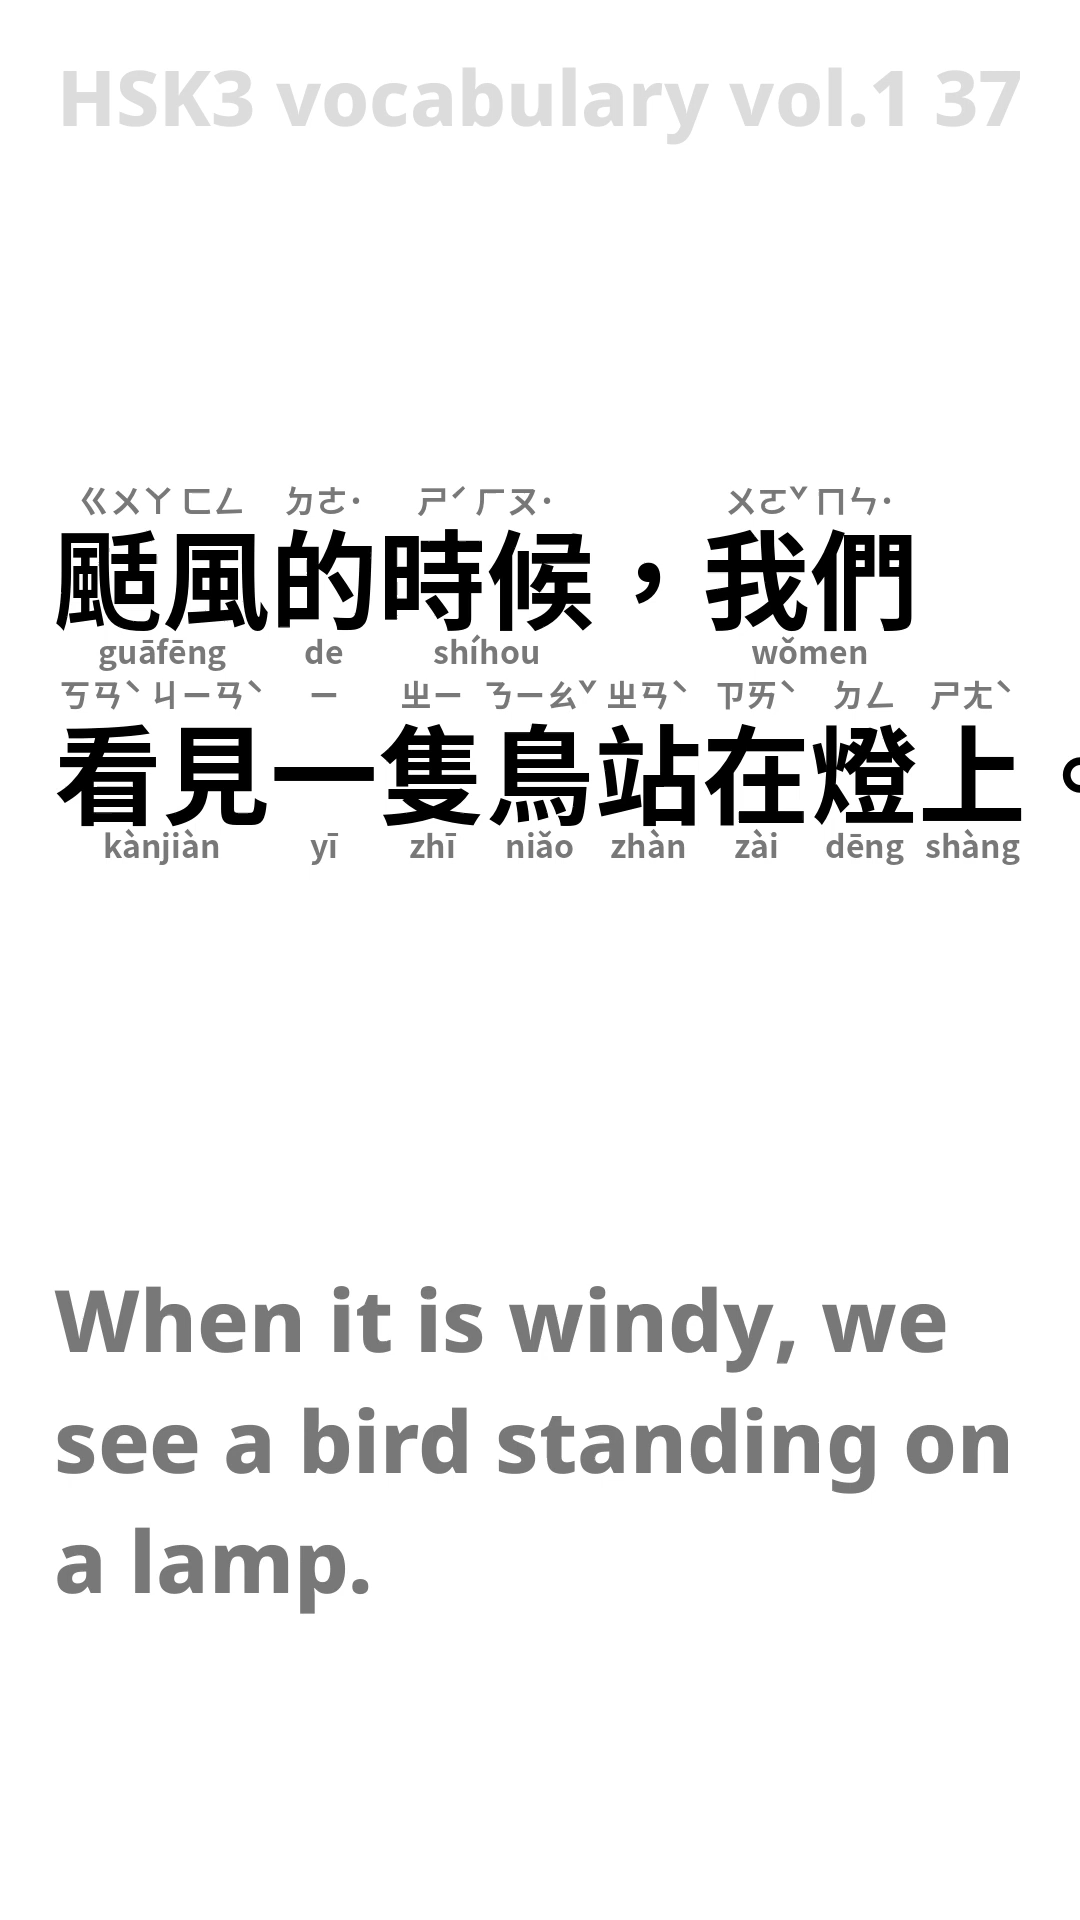 HSK3 vocabulary vol.1 37
ㄍㄨㄚ ㄈㄥ ㄉㄜ˙ ㄕˊ ㄏㄡ˙ ㄨㄛˇ ㄇㄣ˙
颳風的時候，我們
guāfēng de shíhou wǒmen
ㄎㄢˋ ㄐㄧㄢˋ ㄧ ㄓㄧ ㄋㄧㄠˇ ㄓㄢˋ ㄗㄞˋ ㄉㄥ ㄕㄤˋ
看見一隻鳥站在燈上。
kànjiàn yī zhī niǎo zhàn zài dēng shàng
When it is windy, we
see a bird standing on
a lamp.